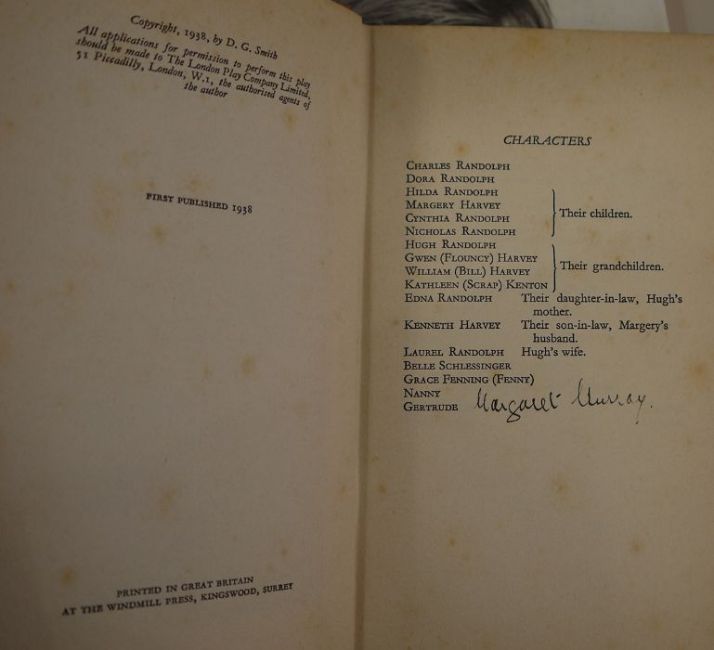 Copyright, 1938, by D. G. Smith
All applications for permission to perform this play
should be made to The London Play Company Limited,
51 Piccadilly, London, W.1, the authorised agents of
the author
FIRST PUBLISHED 1938
PRINTED IN GREAT BRITAIN
AT THE WINDMILL PRESS, KINGSWOOD, SURREY
CHARACTERS
CHARLES RANDOLPH
DORA RANDOLPH
HILDA RANDOLPH
MARGERY HARVEY
CYNTHIA RANDOLPH
NICHOLAS RANDOLPH
Their children.
HUGH RANDOLPH
GWEN (FLOUNCY) HARVEY
WILLIAM (BILL) HARVEY
KATHLEEN (SCRAP) KENTON
Their grandchildren.
EDNA RANDOLPH Their daughter-in-law, Hugh's
mother.
KENNETH HARVEY Their son-in-law, Margery's
husband.
LAUREL RANDOLPH Hugh's wife.
BELLE SCHLESSINGER
GRACE FENNING (FENNY)
NANNY
GERTRUDE Margaret Murray.